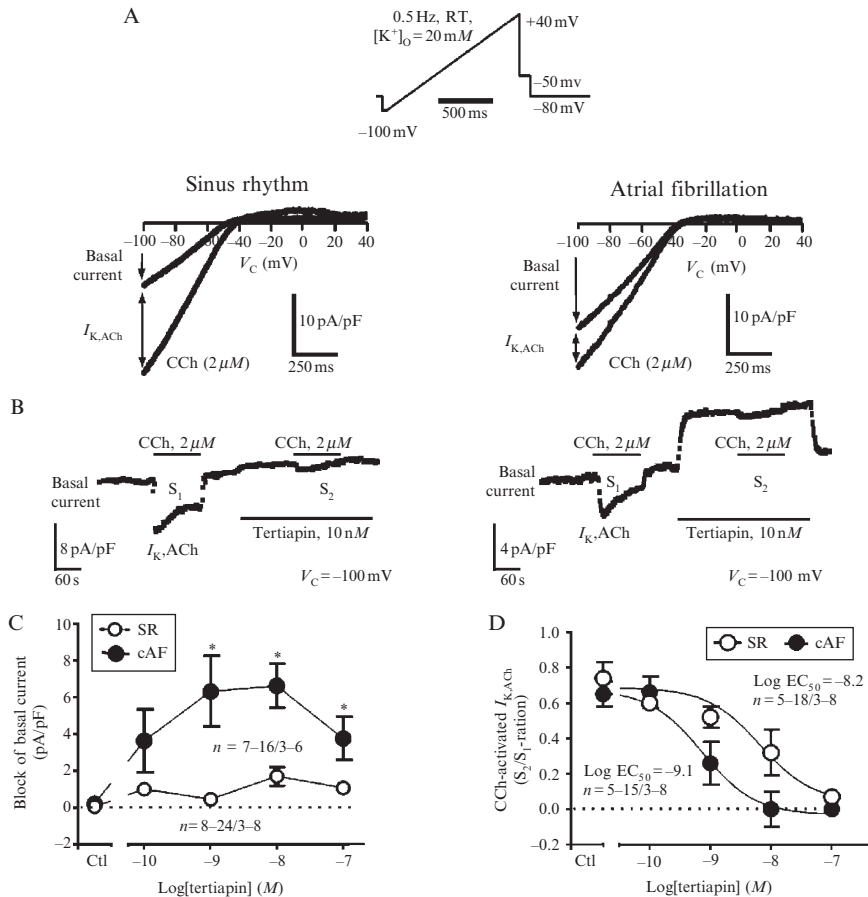 A
0.5 Hz, RT,
[K⁺]O = 20 mM
+40 mV
–50 mv
–80 mV
–100 mV
500 ms
Sinus rhythm
–100 –80 –60 –40 –20 0 20 40
VC (mV)
Basal
current
IK,ACh
CCh (2 μM)
10 pA/pF
250 ms
Atrial fibrillation
–100 –80 –60 –40 –20 0 20 40
VC (mV)
Basal
current
IK,ACh
CCh (2 μM)
10 pA/pF
250 ms
B
CCh, 2 μM CCh, 2 μM
Basal
current
S1 S2
IK,ACh
Tertiapin, 10 nM
8 pA/pF
60 s
VC = –100 mV
CCh, 2 μM CCh, 2 μM
Basal
current
S1 S2
IK,ACh
Tertiapin, 10 nM
4 pA/pF
60 s
VC = –100 mV
C
SR
cAF
Block of basal current
(pA/pF)
10
8
6
4
2
0
–2
* * *
n = 7–16/3–6
n = 8–24/3–8
Ctl –10 –9 –8 –7
Log[tertiapin] (M)
D
SR cAF
CCh-activated IK,ACh
(S2/S1-ration)
1.0
0.8
0.6
0.4
0.2
0.0
–0.2
Log EC50 = –8.2
n = 5–18/3–8
Log EC50 = –9.1
n = 5–15/3–8
Ctl –10 –9 –8 –7
Log[tertiapin] (M)